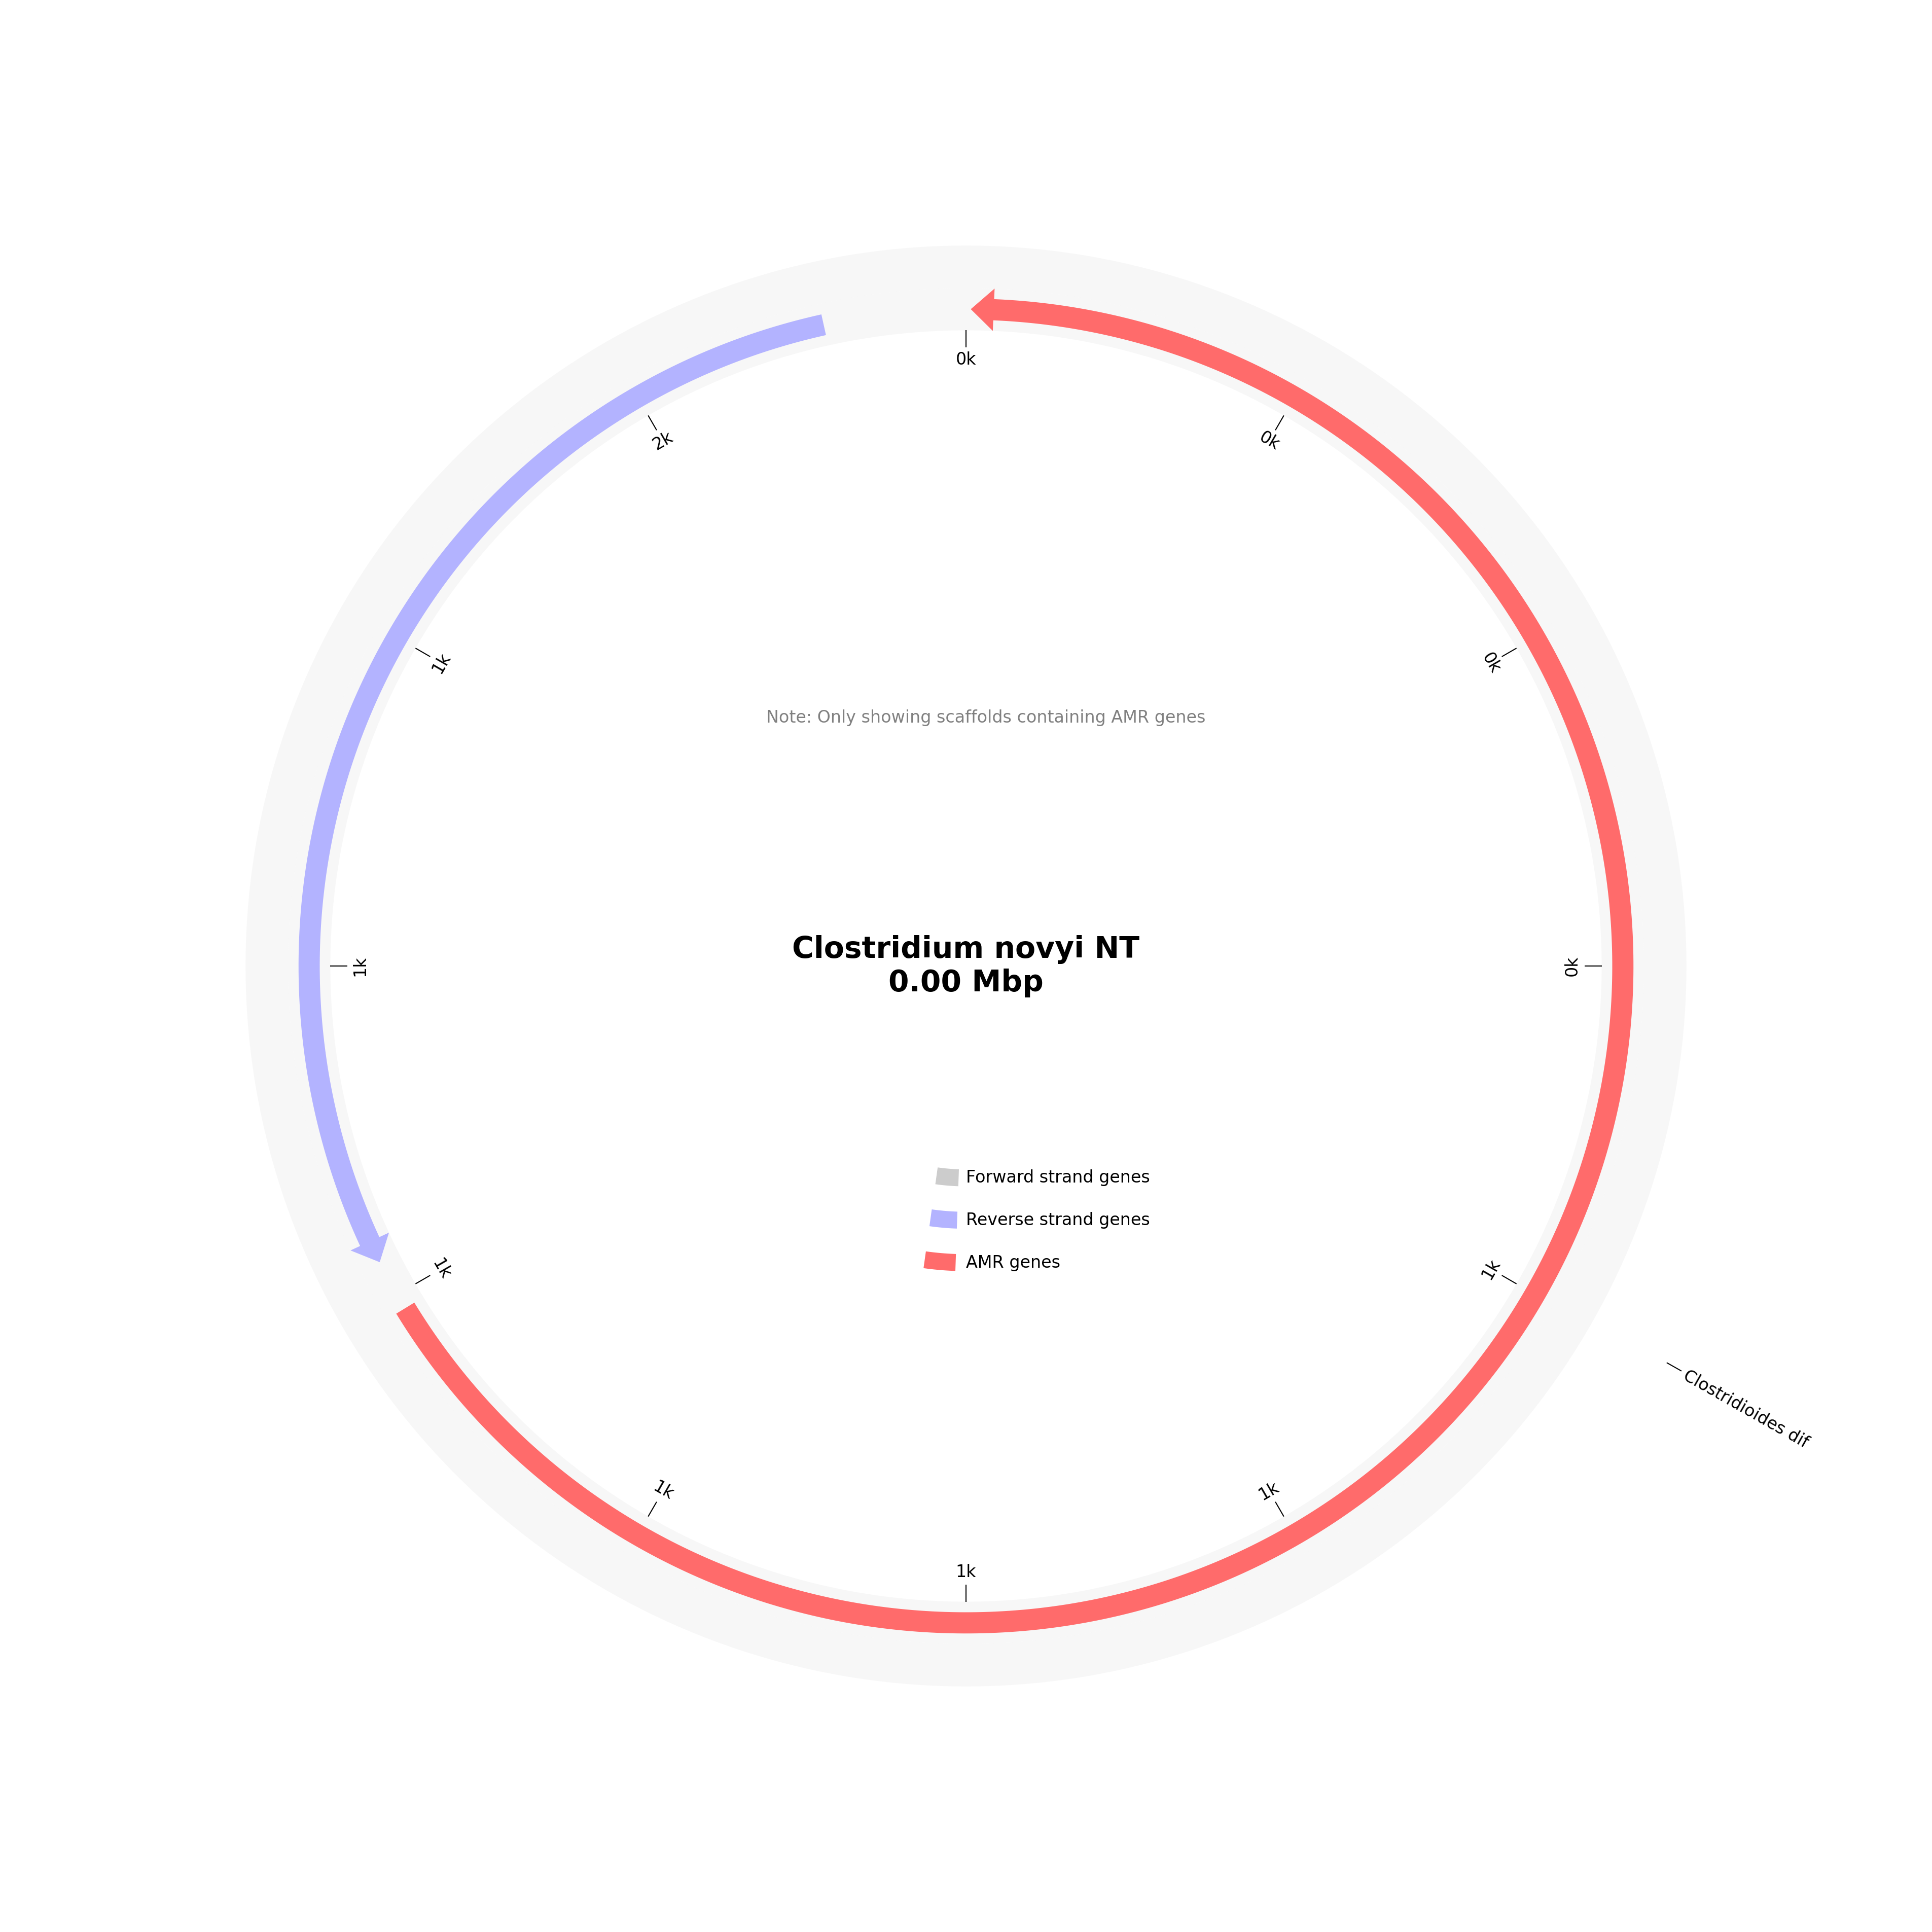 0k
0k
2k
0k
1k
Note: Only showing scaffolds containing AMR genes
Clostridium novyi NT
0.00 Mbp
1k
0k
Forward strand genes
Reverse strand genes
AMR genes
1k
1k
Clostridioides dif
1k
1k
1k